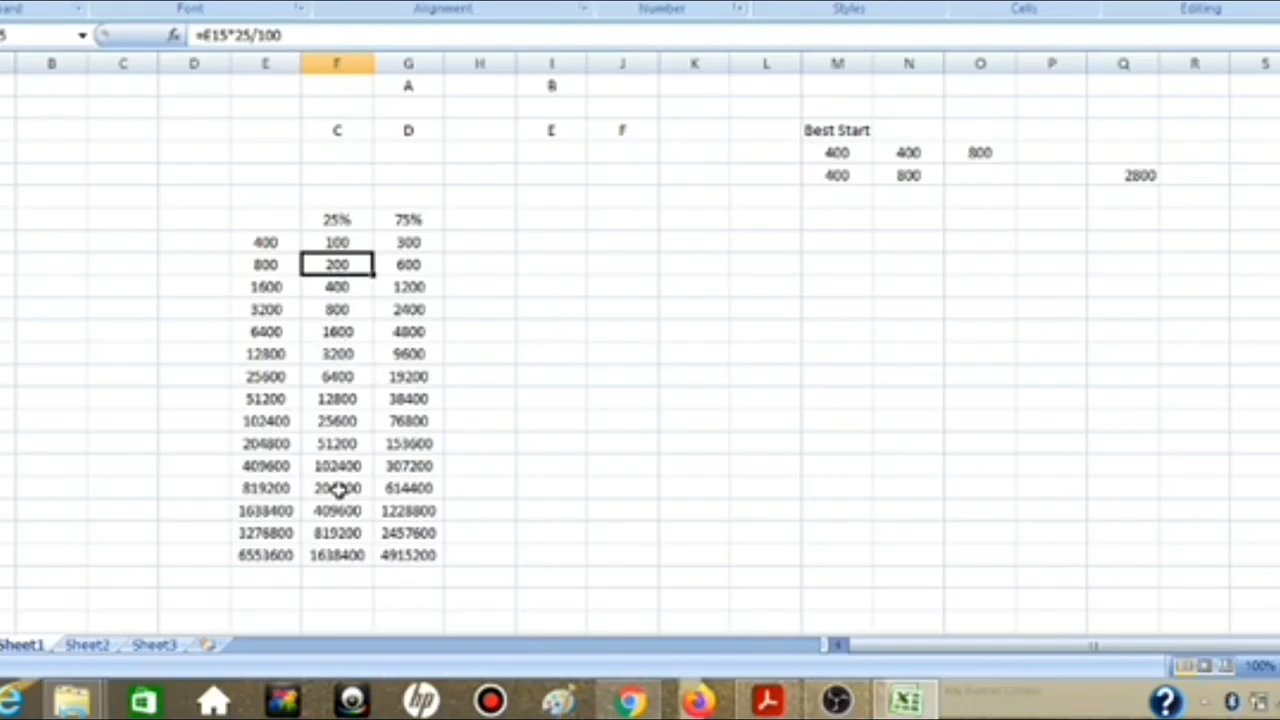 Font Alignment Number Styles Cells Editing
=E15*25/100
B C D E F G H I J K L M N O P Q R S
A B
C D E F Best Start
400 400 800
400 800 2800
25% 75%
400 100 300
800 200 600
1600 400 1200
3200 800 2400
6400 1600 4800
12800 3200 9600
25600 6400 19200
51200 12800 38400
102400 25600 76800
204800 51200 153600
409600 102400 307200
819200 614400
1638400 409600 1228800
3276800 819200 2457600
6553600 1638400 4915200
Sheet1 Sheet2 Sheet3
100%
hp